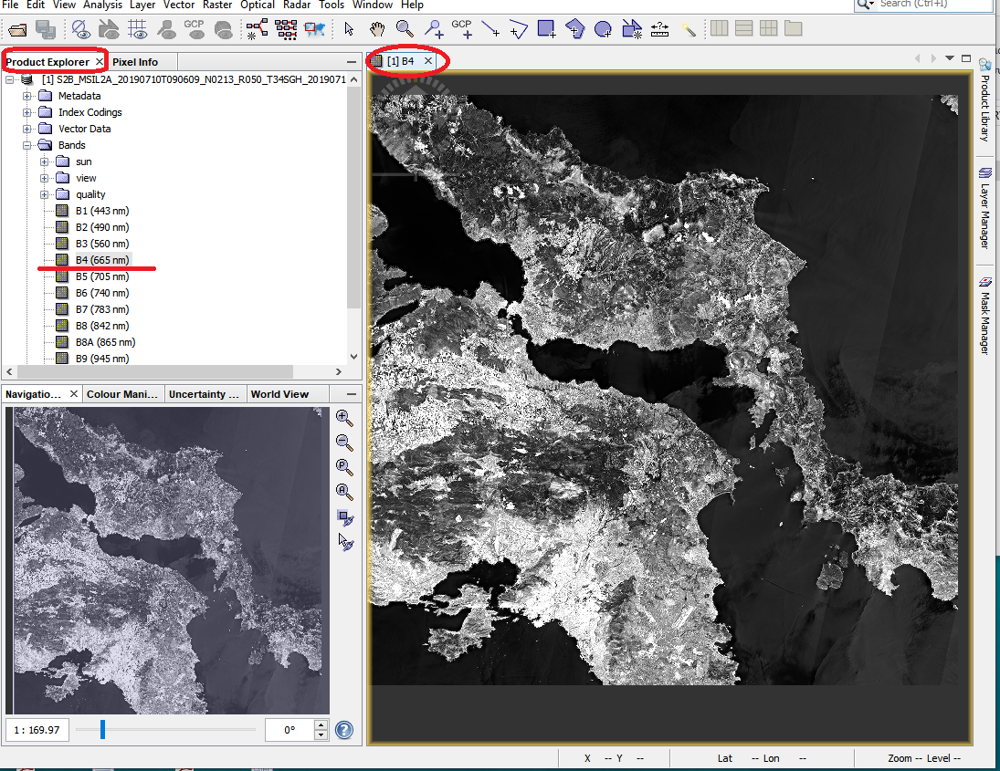 File Edit View Analysis Layer Vector Raster Optical Radar Tools Window Help
Search (Ctrl+I)
GCP GCP
Product Explorer Pixel Info
[1] B4
[1] S2B_MSIL2A_20190710T090609_N0213_R050_T34SGH_2019071
Metadata
Index Codings
Vector Data
Bands
sun
view
quality
B1 (443 nm)
B2 (490 nm)
B3 (560 nm)
B4 (665 nm)
B5 (705 nm)
B6 (740 nm)
B7 (783 nm)
B8 (842 nm)
B8A (865 nm)
B9 (945 nm)
Product Library
Layer Manager
Mask Manager
Navigatio... Colour Mani... Uncertainty ... World View
1 : 169.97
0°
X -- Y -- Lat -- Lon -- Zoom -- Level --